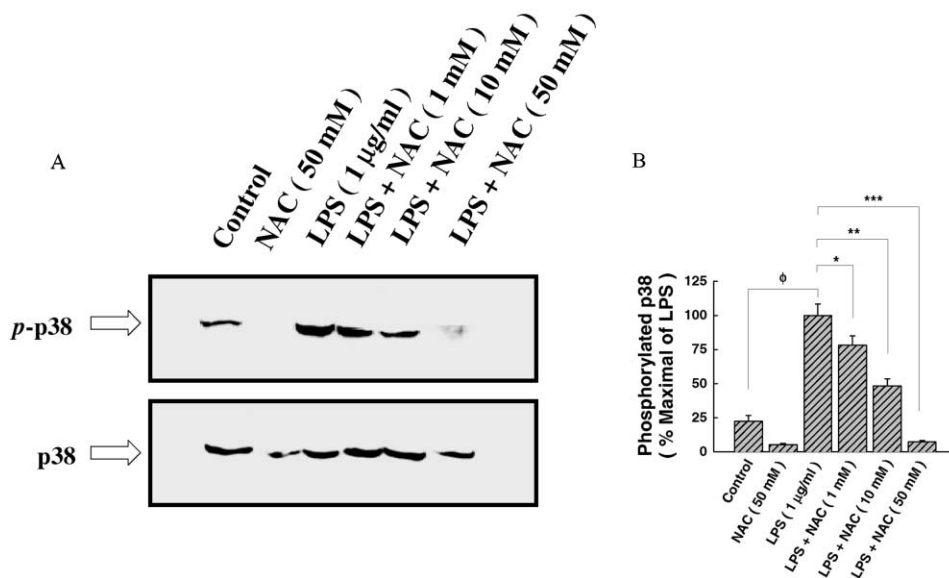 A
Control
NAC ( 50 mM )
LPS ( 1 µg/ml )
LPS + NAC ( 1 mM )
LPS + NAC ( 10 mM )
LPS + NAC ( 50 mM )
p-p38
p38
B
***
**
*
ϕ
Phosphorylated p38
( % Maximal of LPS )
125
100
75
50
25
0
Control
NAC ( 50 mM )
LPS ( 1 µg/ml )
LPS + NAC ( 1 mM )
LPS + NAC ( 10 mM )
LPS + NAC ( 50 mM )